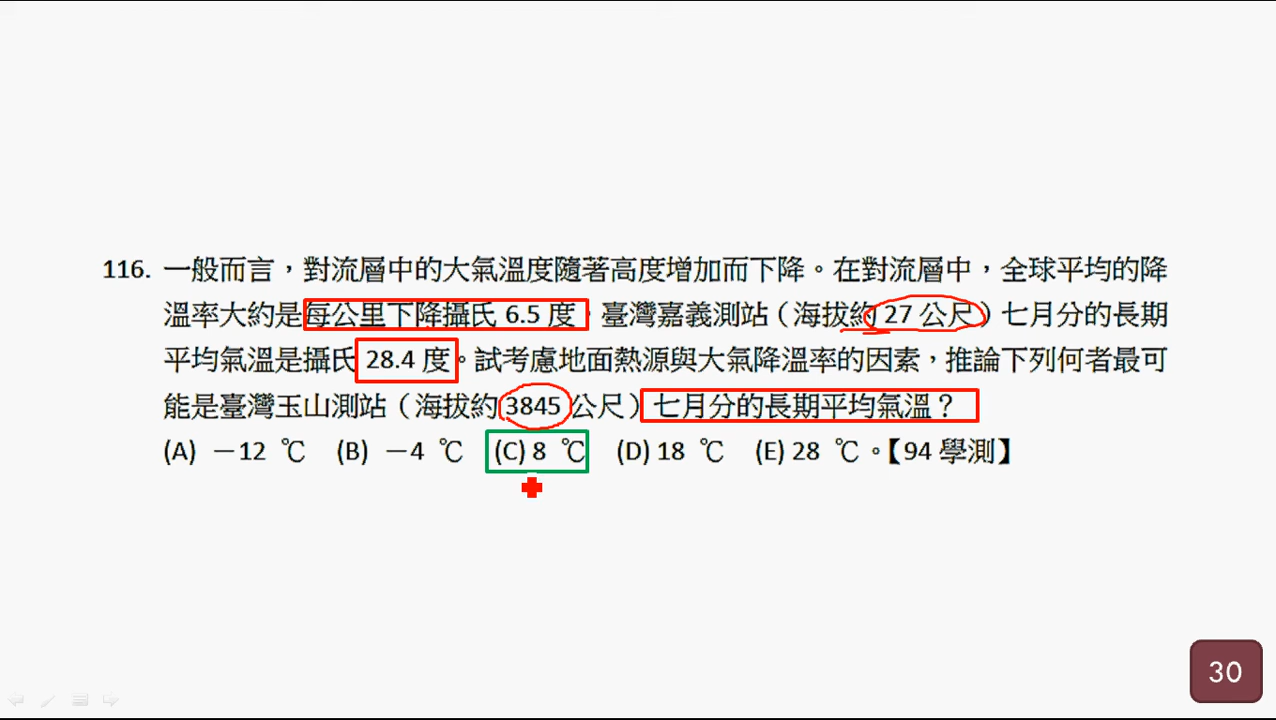 116. 一般而言，對流層中的大氣溫度隨著高度增加而下降。在對流層中，全球平均的降
溫率大約是每公里下降攝氏 6.5 度。臺灣嘉義測站（海拔約 27 公尺）七月分的長期
平均氣溫是攝氏 28.4 度。試考慮地面熱源與大氣降溫率的因素，推論下列何者最可
能是臺灣玉山測站（海拔約 3845 公尺）七月分的長期平均氣溫？
(A) －12 ℃ (B) －4 ℃ (C) 8 ℃ (D) 18 ℃ (E) 28 ℃。【94 學測】
30